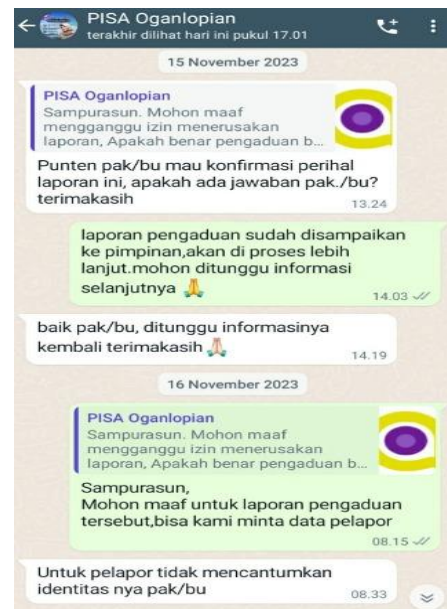 PISA Oganlopian
terakhir dilihat hari ini pukul 17.01
15 November 2023
PISA Oganlopian
Sampurasun. Mohon maaf
mengganggu izin menerusakan
laporan, Apakah benar pengaduan b...
Punten pak/bu mau konfirmasi perihal
laporan ini, apakah ada jawaban pak./bu?
terimakasih
13.24
laporan pengaduan sudah disampaikan
ke pimpinan,akan di proses lebih
lanjut.mohon ditunggu informasi
selanjutnya 🙏
14.03
baik pak/bu, ditunggu informasinya
kembali terimakasih 🙏
14.19
16 November 2023
PISA Oganlopian
Sampurasun. Mohon maaf
mengganggu izin menerusakan
laporan, Apakah benar pengaduan b...
Sampurasun,
Mohon maaf untuk laporan pengaduan
tersebut,bisa kami minta data pelapor
08.15
Untuk pelapor tidak mencantumkan
identitas nya pak/bu
08.33